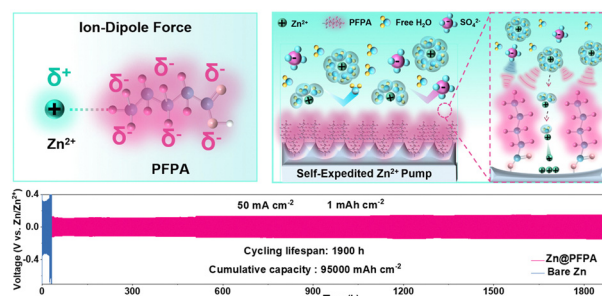 Ion-Dipole Force
δ⁺
δ⁻ δ⁻ δ⁻
δ⁻ δ⁻ δ⁻
Zn²⁺
PFPA
Zn²⁺ PFPA Free H₂O SO₄²⁻
Self-Expedited Zn²⁺ Pump
Voltage (V vs. Zn/Zn²⁺)
0.4
0.0
-0.4
50 mA cm⁻² 1 mAh cm⁻²
Cycling lifespan: 1900 h
Cumulative capacity : 95000 mAh cm⁻²
Zn@PFPA
Bare Zn
0 300 600 900 1200 1500 1800